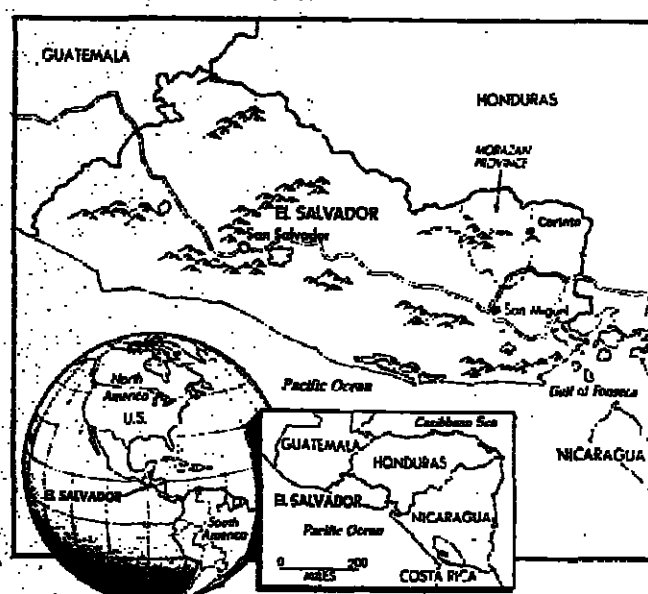 GUATEMALA
HONDURAS
MORAZAN
PROVINCE
EL SALVADOR
Corinto
San Salvador
San Miguel
Pacific Ocean
Gulf of Fonseca
NICARAGUA
North
America
U.S.
EL SALVADOR
South
America
Caribbean Sea
GUATEMALA
HONDURAS
EL SALVADOR
NICARAGUA
Pacific Ocean
0 200
MILES
COSTA RICA